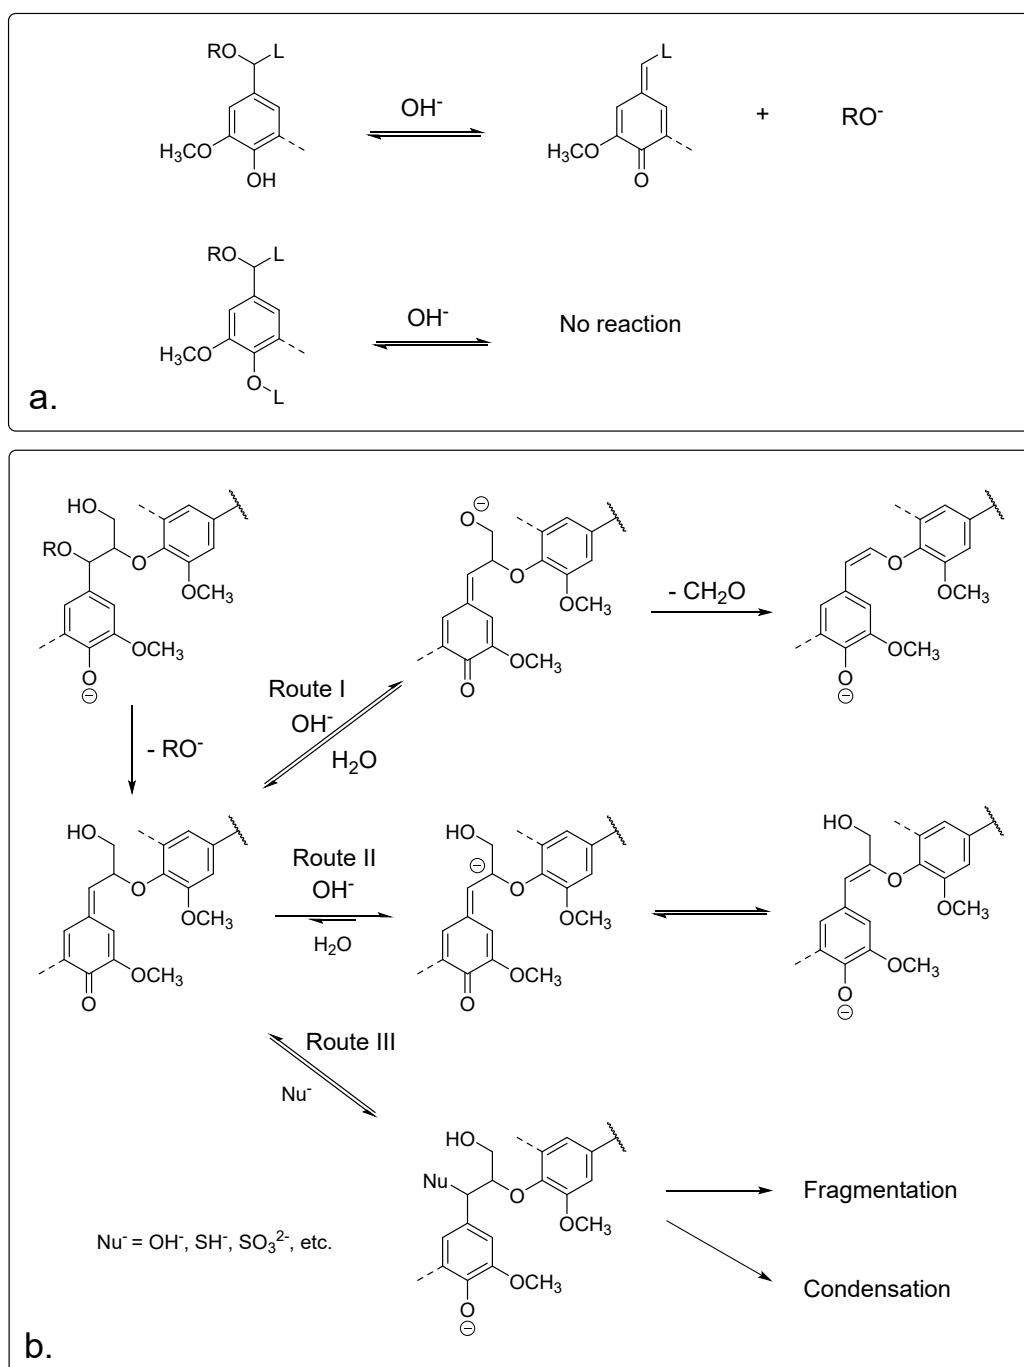 RO L
L
OH⁻
+
RO⁻
H₃CO
H₃CO
OH
O
RO L
OH⁻
No reaction
H₃CO
O
L
a.
HO
O⊖
RO
O
O
O
- CH₂O
OCH₃
OCH₃
OCH₃
OCH₃
OCH₃
OCH₃
O⊖
O
O⊖
Route I
OH⁻
H₂O
- RO⁻
HO
HO
HO
Route II
⊖
O
OH⁻
O
O
OCH₃
H₂O
OCH₃
OCH₃
OCH₃
OCH₃
OCH₃
O
O
O⊖
Route III
Nu⁻
HO
Nu
O
Fragmentation
OCH₃
Nu⁻ = OH⁻, SH⁻, SO₃²⁻, etc.
OCH₃
Condensation
O⊖
b.